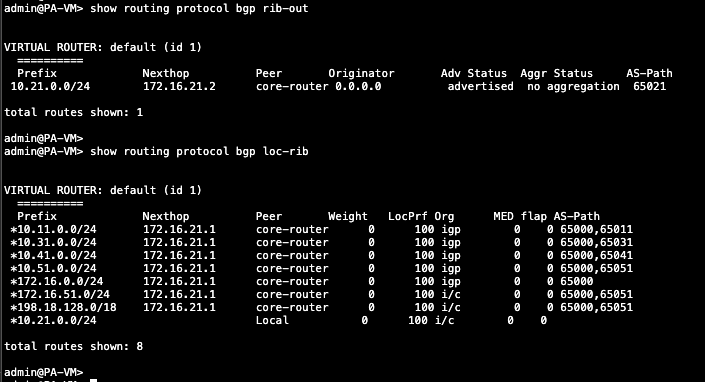 admin@PA-VM> show routing protocol bgp rib-out
VIRTUAL ROUTER: default (id 1)
==========
Prefix Nexthop Peer Originator Adv Status Aggr Status AS-Path
10.21.0.0/24 172.16.21.2 core-router 0.0.0.0 advertised no aggregation 65021
total routes shown: 1
admin@PA-VM>
admin@PA-VM> show routing protocol bgp loc-rib
VIRTUAL ROUTER: default (id 1)
==========
Prefix Nexthop Peer Weight LocPrf Org MED flap AS-Path
*10.11.0.0/24 172.16.21.1 core-router 0 100 igp 0 0 65000,65011
*10.31.0.0/24 172.16.21.1 core-router 0 100 igp 0 0 65000,65031
*10.41.0.0/24 172.16.21.1 core-router 0 100 igp 0 0 65000,65041
*10.51.0.0/24 172.16.21.1 core-router 0 100 igp 0 0 65000,65051
*172.16.0.0/24 172.16.21.1 core-router 0 100 igp 0 0 65000
*172.16.51.0/24 172.16.21.1 core-router 0 100 i/c 0 0 65000,65051
*198.18.128.0/18 172.16.21.1 core-router 0 100 i/c 0 0 65000,65051
*10.21.0.0/24 Local 0 100 i/c 0 0
total routes shown: 8
admin@PA-VM>
admin@PA-VM>